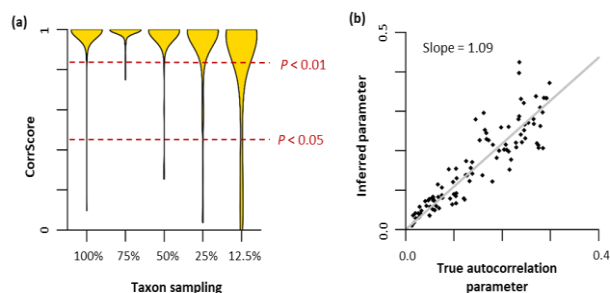 (a)
1
CorrScore
0
P < 0.01
P < 0.05
100% 75% 50% 25% 12.5%
Taxon sampling
(b)
0.5
Slope = 1.09
Inferred parameter
0.0
0.0 0.4
True autocorrelation
parameter